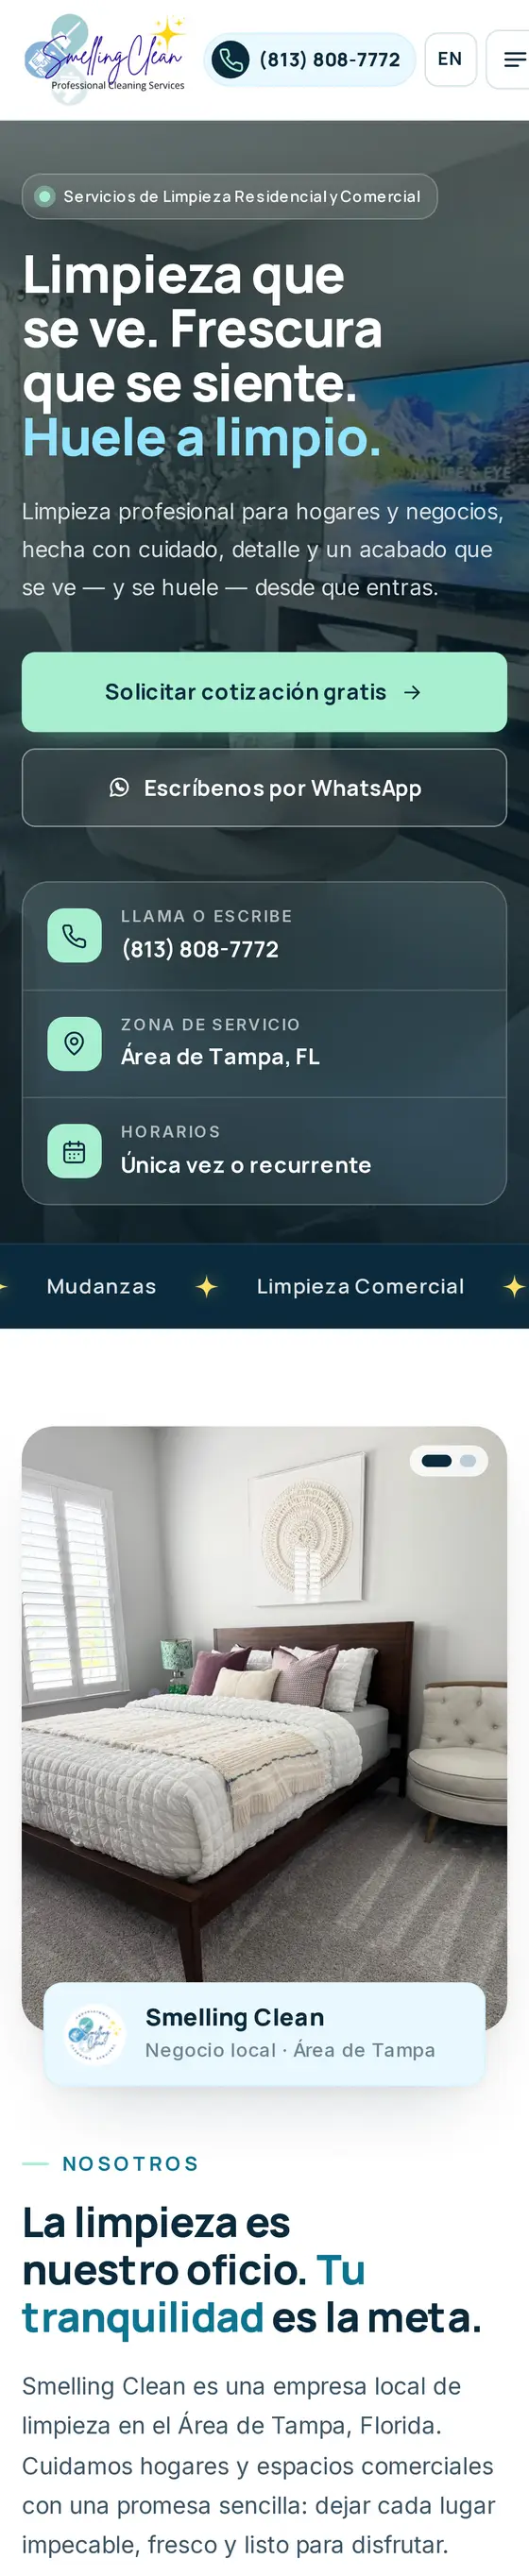 Smelling Clean
Professional Cleaning Services
(813) 808-7772
EN
Servicios de Limpieza Residencial y Comercial
Limpieza que
se ve. Frescura
que se siente.
Huele a limpio.
NATURE'S EYE
Limpieza profesional para hogares y negocios,
hecha con cuidado, detalle y un acabado que
se ve — y se huele — desde que entras.
Solicitar cotización gratis →
Escríbenos por WhatsApp
LLAMA O ESCRIBE
(813) 808-7772
ZONA DE SERVICIO
Área de Tampa, FL
HORARIOS
Única vez o recurrente
Mudanzas
Limpieza Comercial
Smelling Clean
Negocio local · Área de Tampa
NOSOTROS
La limpieza es
nuestro oficio. Tu
tranquilidad es la meta.
Smelling Clean es una empresa local de
limpieza en el Área de Tampa, Florida.
Cuidamos hogares y espacios comerciales
con una promesa sencilla: dejar cada lugar
impecable, fresco y listo para disfrutar.